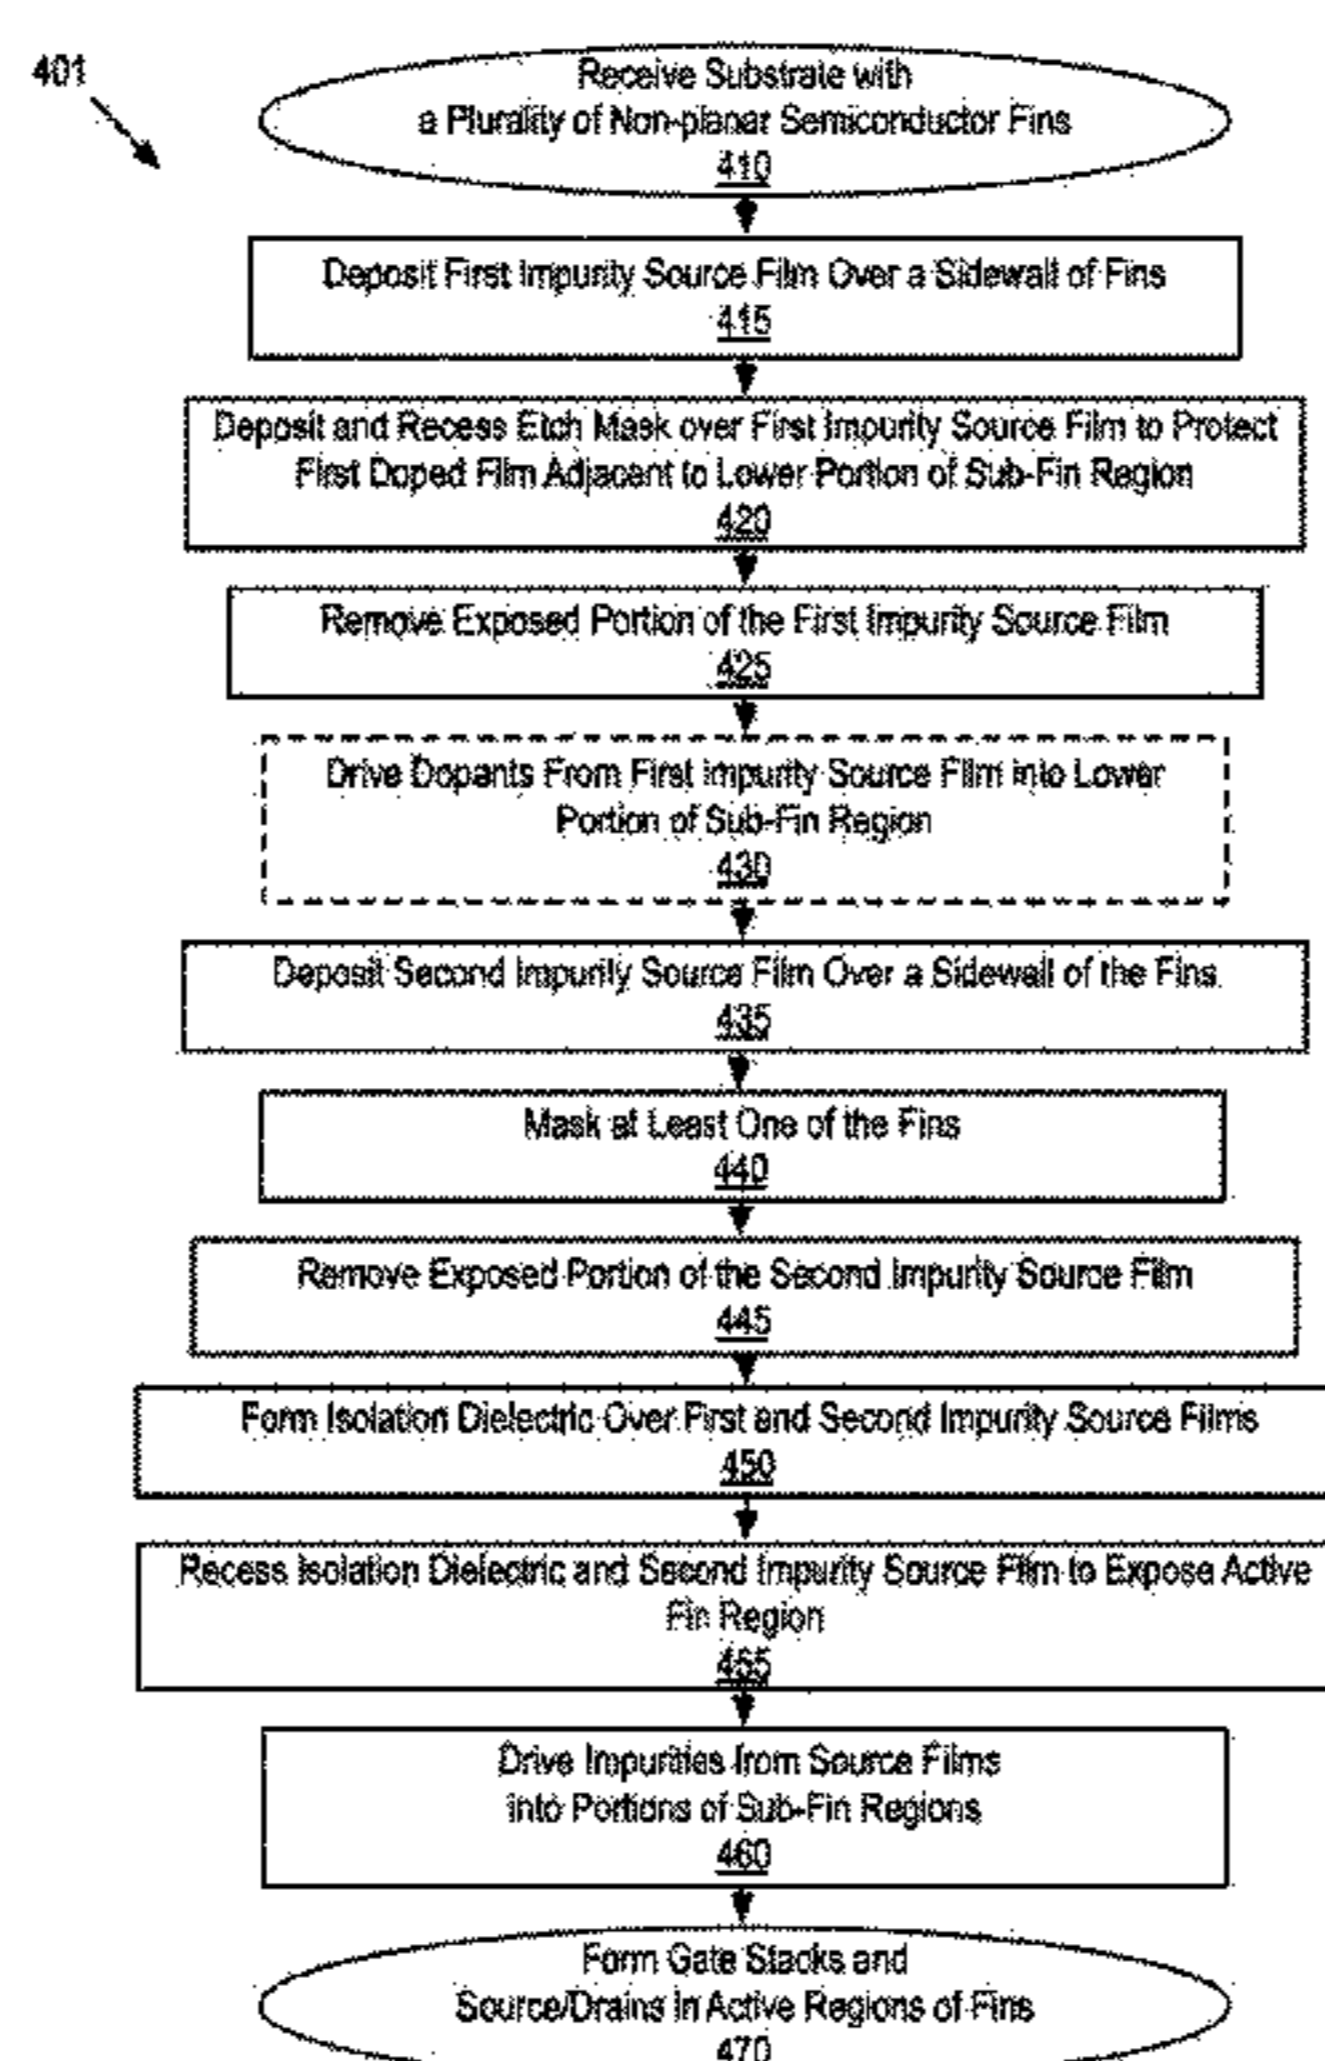 401
Receive Substrate with
a Plurality of Non-planar Semiconductor Fins
410
Deposit First Impurity Source Film Over a Sidewall of Fins
415
Deposit and Recess Etch Mask over First Impurity Source Film to Protect
First Doped Film Adjacent to Lower Portion of Sub-Fin Region
420
Remove Exposed Portion of the First Impurity Source Film
425
Drive Dopants From First Impurity Source Film into Lower
Portion of Sub-Fin Region
430
Deposit Second Impurity Source Film Over a Sidewall of the Fins
435
Mask at Least One of the Fins
440
Remove Exposed Portion of the Second Impurity Source Film
445
Form Isolation Dielectric Over First and Second Impurity Source Films
450
Recess Isolation Dielectric and Second Impurity Source Film to Expose Active
Fin Region
455
Drive Impurities from Source Films
into Portions of Sub-Fin Regions
460
Form Gate Stacks and
Source/Drains in Active Regions of Fins
470